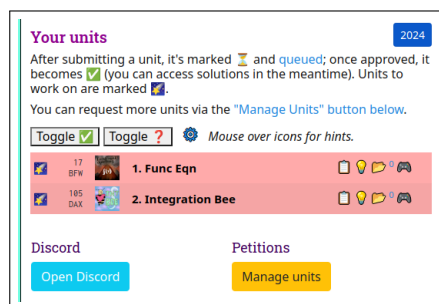 Your units
2024
After submitting a unit, it's marked ⏳ and queued; once approved, it
becomes ✅ (you can access solutions in the meantime). Units to
work on are marked 🌠.
You can request more units via the "Manage Units" button below.
Toggle ✅ Toggle ❓ ⚙ Mouse over icons for hints.
17 BFW 1. Func Eqn 0
105 DAX 2. Integration Bee 0
Discord
Petitions
Open Discord
Manage units